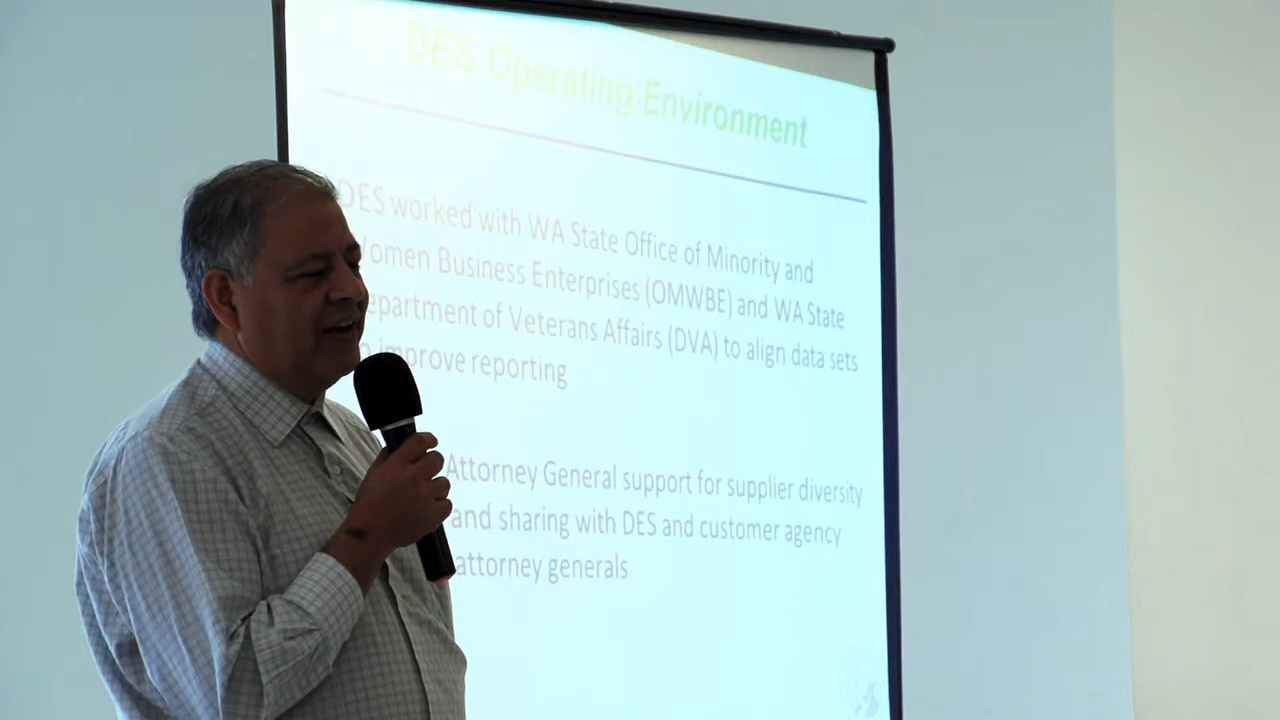 DES Operating Environment
DES worked with WA State Office of Minority and
Women Business Enterprises (OMWBE) and WA State
epartment of Veterans Affairs (DVA) to align data sets
improve reporting
Attorney General support for supplier diversity
and sharing with DES and customer agency
attorney generals